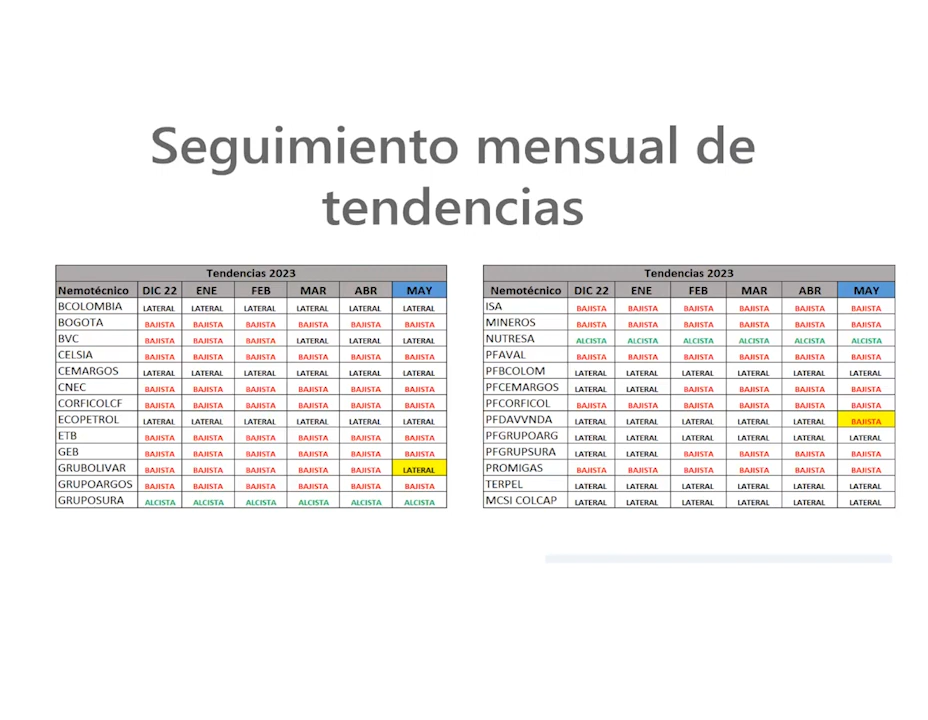 Seguimiento mensual de
tendencias
Tendencias 2023
Nemotécnico DIC 22 ENE FEB MAR ABR MAY
BCOLOMBIA LATERAL LATERAL LATERAL LATERAL LATERAL LATERAL
BOGOTA BAJISTA BAJISTA BAJISTA BAJISTA BAJISTA BAJISTA
BVC BAJISTA BAJISTA BAJISTA LATERAL LATERAL LATERAL
CELSIA BAJISTA BAJISTA BAJISTA BAJISTA BAJISTA BAJISTA
CEMARGOS LATERAL LATERAL LATERAL LATERAL LATERAL LATERAL
CNEC BAJISTA BAJISTA BAJISTA BAJISTA BAJISTA BAJISTA
CORFICOLCF BAJISTA BAJISTA BAJISTA BAJISTA BAJISTA BAJISTA
ECOPETROL LATERAL LATERAL LATERAL LATERAL LATERAL LATERAL
ETB BAJISTA BAJISTA BAJISTA BAJISTA BAJISTA BAJISTA
GEB BAJISTA BAJISTA BAJISTA BAJISTA BAJISTA BAJISTA
GRUBOLIVAR BAJISTA BAJISTA BAJISTA BAJISTA BAJISTA LATERAL
GRUPOARGOS BAJISTA BAJISTA BAJISTA BAJISTA BAJISTA BAJISTA
GRUPOSURA ALCISTA ALCISTA ALCISTA ALCISTA ALCISTA ALCISTA
Tendencias 2023
Nemotécnico DIC 22 ENE FEB MAR ABR MAY
ISA BAJISTA BAJISTA BAJISTA BAJISTA BAJISTA BAJISTA
MINEROS BAJISTA BAJISTA BAJISTA BAJISTA BAJISTA BAJISTA
NUTRESA ALCISTA ALCISTA ALCISTA ALCISTA ALCISTA ALCISTA
PFAVAL BAJISTA BAJISTA BAJISTA BAJISTA BAJISTA BAJISTA
PFBCOLOM LATERAL LATERAL LATERAL LATERAL LATERAL LATERAL
PFCEMARGOS LATERAL LATERAL BAJISTA BAJISTA BAJISTA BAJISTA
PFCORFICOL BAJISTA BAJISTA BAJISTA BAJISTA BAJISTA BAJISTA
PFDAVVNDA LATERAL LATERAL LATERAL LATERAL LATERAL BAJISTA
PFGRUPOARG LATERAL LATERAL LATERAL LATERAL LATERAL LATERAL
PFGRUPSURA LATERAL LATERAL BAJISTA BAJISTA BAJISTA BAJISTA
PROMIGAS BAJISTA BAJISTA BAJISTA BAJISTA BAJISTA BAJISTA
TERPEL LATERAL LATERAL LATERAL LATERAL LATERAL LATERAL
MCSI COLCAP LATERAL LATERAL LATERAL LATERAL LATERAL LATERAL